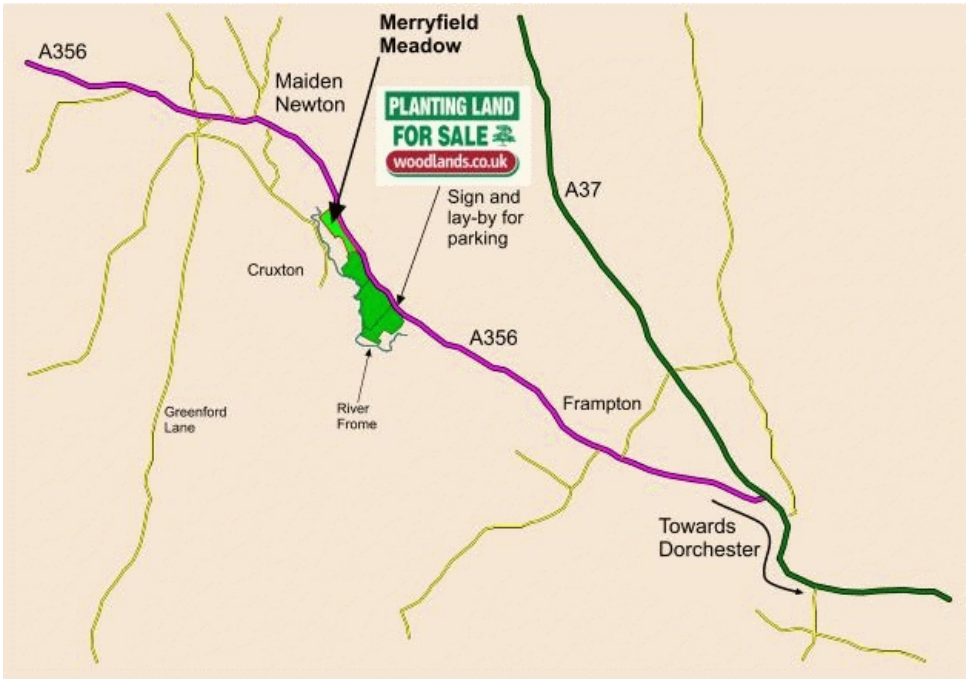 Merryfield
Meadow
A356
Maiden
Newton
PLANTING LAND
FOR SALE
woodlands.co.uk
A37
Sign and
lay-by for
parking
Cruxton
A356
Frampton
Greenford
Lane
River
Frome
Towards
Dorchester